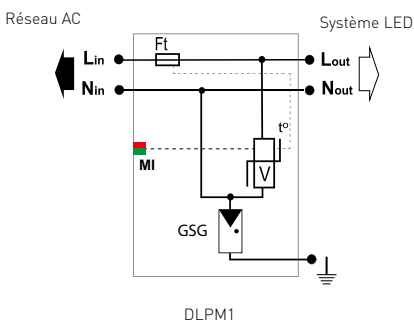 Réseau AC
Système LED
Ft
Lin
Lout
Nin
Nout
t°
MI
V
GSG
DLPM1